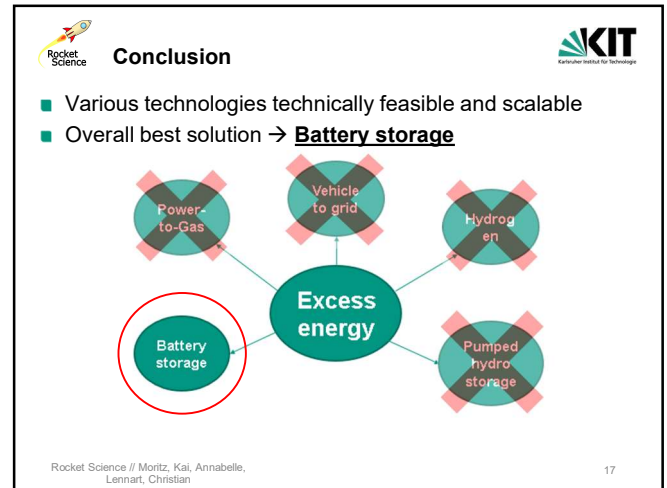 Rocket
Science
Conclusion
KIT
Karlsruher Institut für Technologie
Various technologies technically feasible and scalable
Overall best solution → Battery storage
Power-
to-Gas
Vehicle
to grid
Hydrog
en
Excess
energy
Battery
storage
Pumped
hydro
storage
Rocket Science // Moritz, Kai, Annabelle,
Lennart, Christian
17